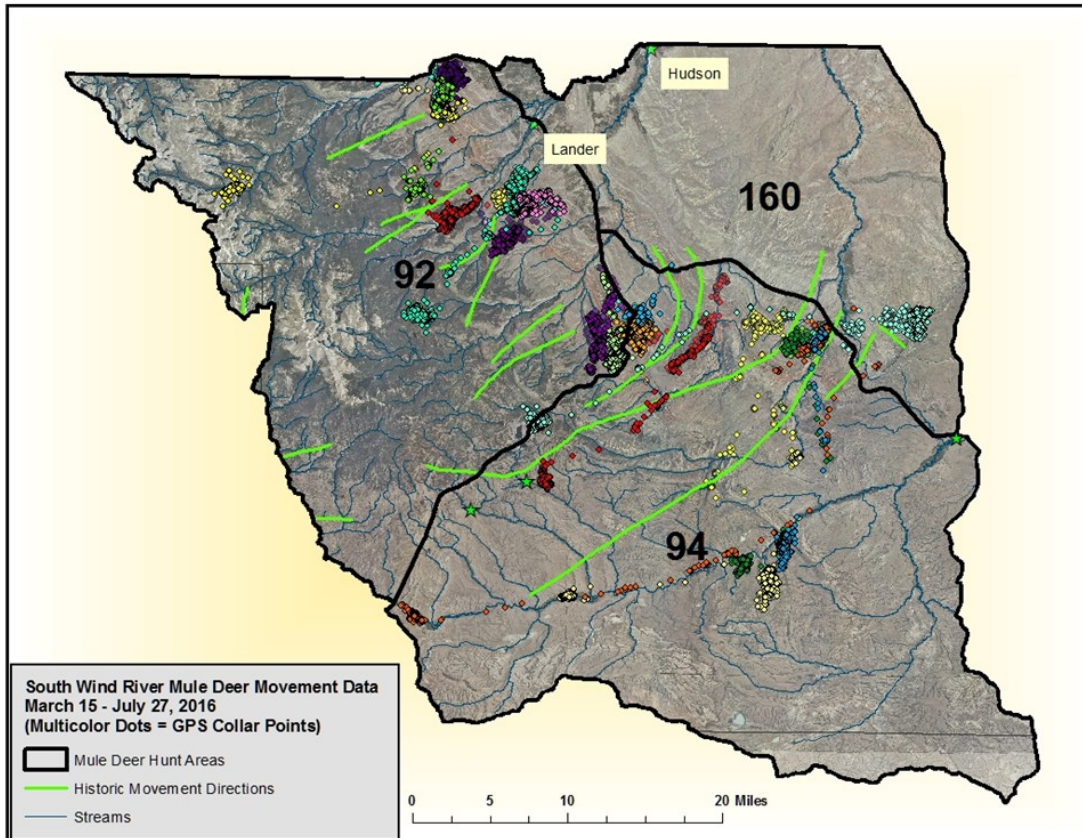 Hudson
Lander
160
92
94
South Wind River Mule Deer Movement Data
March 15 - July 27, 2016
(Multicolor Dots = GPS Collar Points)
Mule Deer Hunt Areas
Historic Movement Directions
Streams
0 5 10 20 Miles